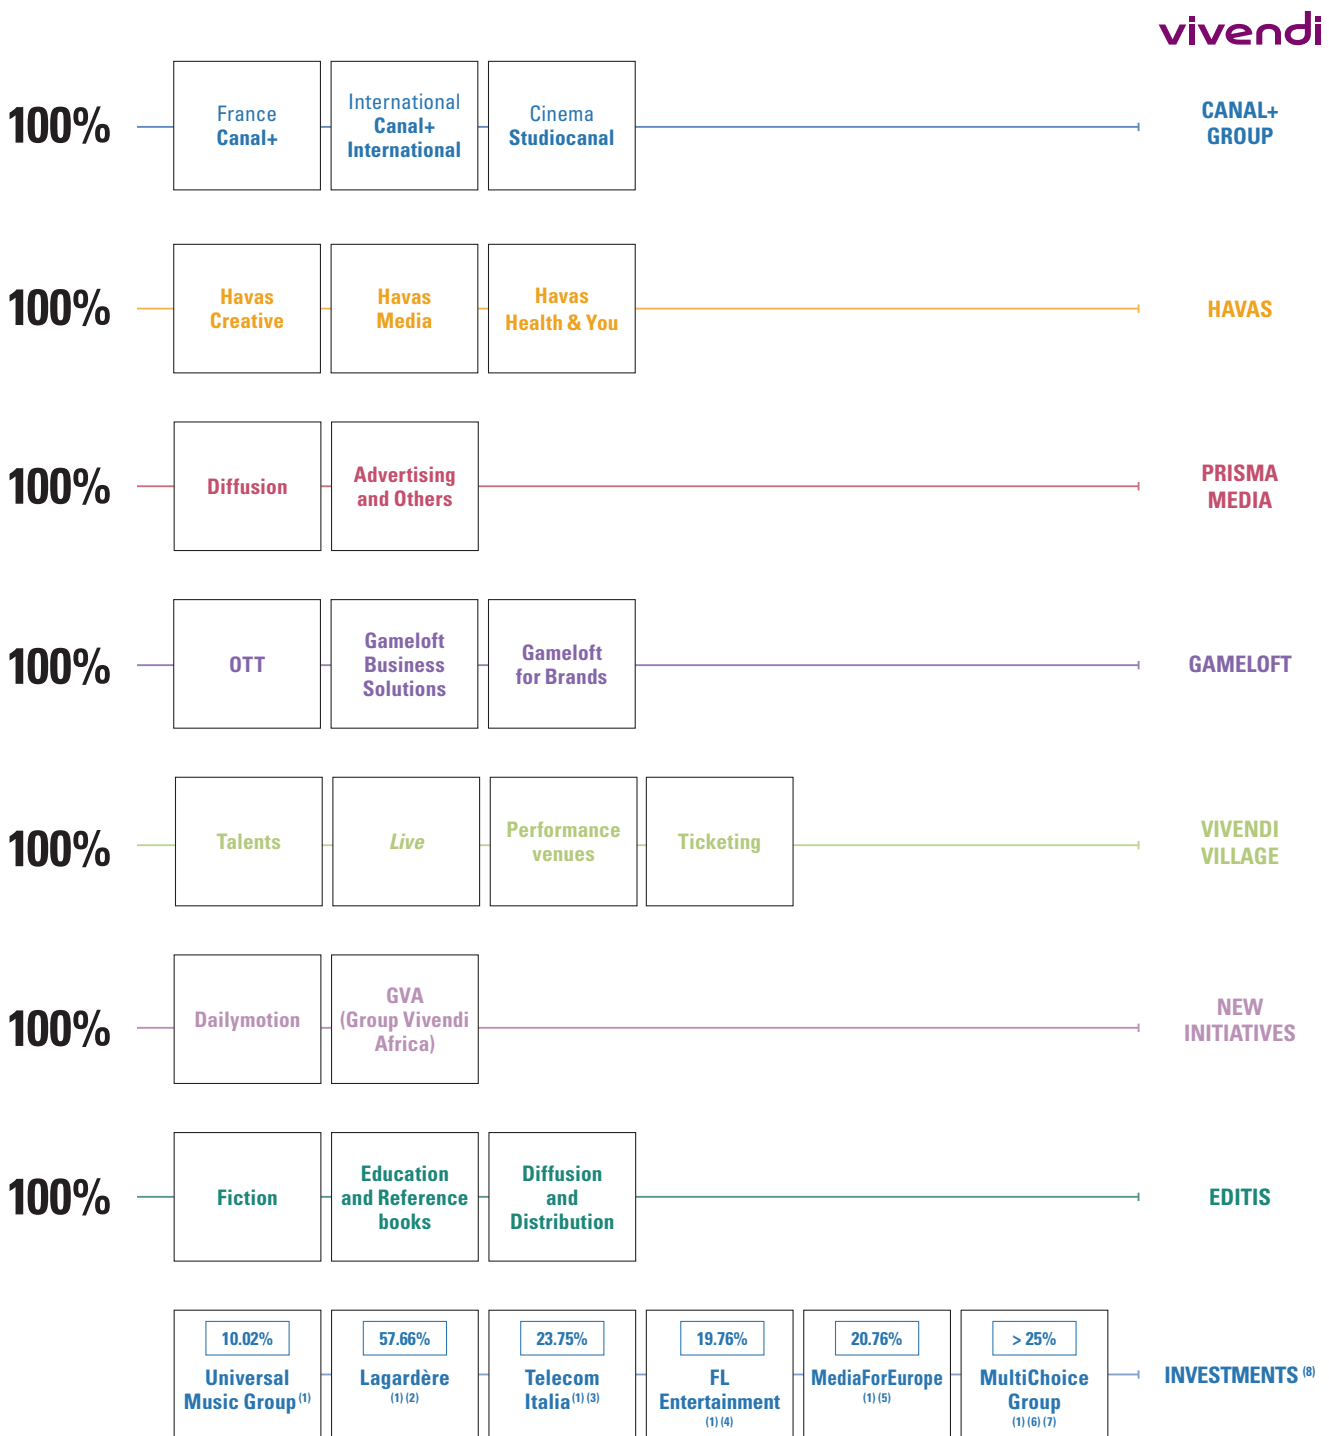 vivendi
100%
France
Canal+
International
Canal+
International
Cinema
Studiocanal
CANAL+
GROUP
100%
Havas
Creative
Havas
Media
Havas
Health & You
HAVAS
100%
Diffusion
Advertising
and Others
PRISMA
MEDIA
100%
OTT
Gameloft
Business
Solutions
Gameloft
for Brands
GAMELOFT
100%
Talents
Live
Performance
venues
Ticketing
VIVENDI
VILLAGE
100%
Dailymotion
GVA
(Group Vivendi
Africa)
NEW
INITIATIVES
100%
Fiction
Education
and Reference
books
Diffusion
and
Distribution
EDITIS
10.02%
Universal
Music Group (1)
57.66%
Lagardère
(1) (2)
23.75%
Telecom
Italia (1) (3)
19.76%
FL
Entertainment
(1) (4)
20.76%
MediaForEurope
(1) (5)
> 25%
MultiChoice
Group
(1) (6) (7)
INVESTMENTS (8)